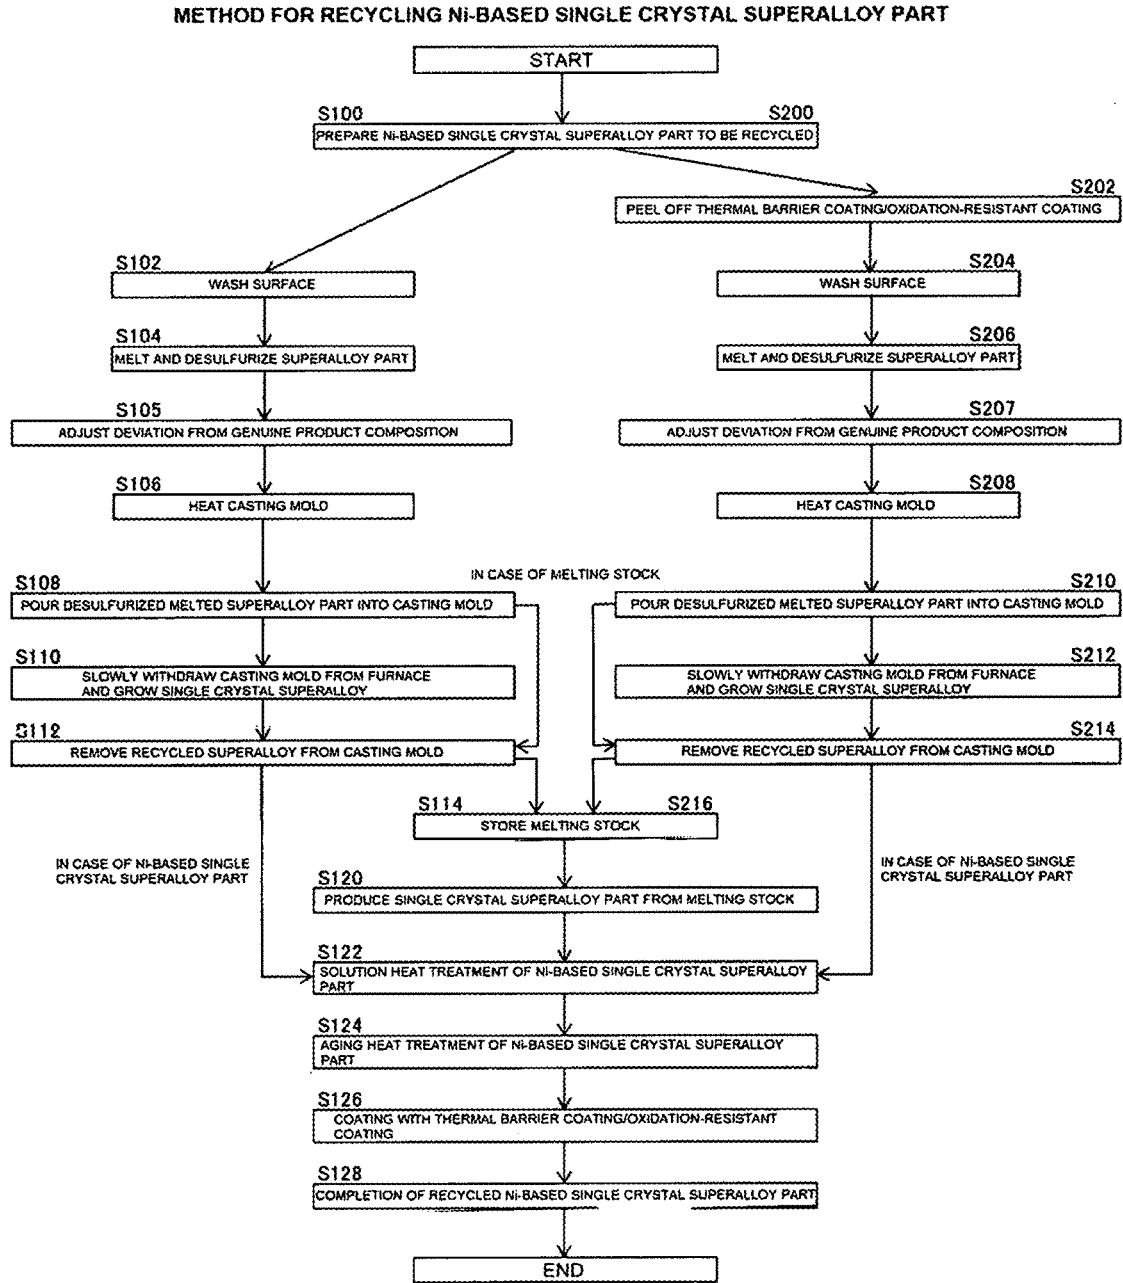 METHOD FOR RECYCLING Ni-BASED SINGLE CRYSTAL SUPERALLOY PART
START
S100
S200
PREPARE Ni-BASED SINGLE CRYSTAL SUPERALLOY PART TO BE RECYCLED
S202
PEEL OFF THERMAL BARRIER COATING/OXIDATION-RESISTANT COATING
S102
WASH SURFACE
S204
WASH SURFACE
S104
MELT AND DESULFURIZE SUPERALLOY PART
S206
MELT AND DESULFURIZE SUPERALLOY PART
S105
ADJUST DEVIATION FROM GENUINE PRODUCT COMPOSITION
S207
ADJUST DEVIATION FROM GENUINE PRODUCT COMPOSITION
S106
HEAT CASTING MOLD
S208
HEAT CASTING MOLD
IN CASE OF MELTING STOCK
S108
POUR DESULFURIZED MELTED SUPERALLOY PART INTO CASTING MOLD
S210
POUR DESULFURIZED MELTED SUPERALLOY PART INTO CASTING MOLD
S110
SLOWLY WITHDRAW CASTING MOLD FROM FURNACE
AND GROW SINGLE CRYSTAL SUPERALLOY
S212
SLOWLY WITHDRAW CASTING MOLD FROM FURNACE
AND GROW SINGLE CRYSTAL SUPERALLOY
S112
REMOVE RECYCLED SUPERALLOY FROM CASTING MOLD
S214
REMOVE RECYCLED SUPERALLOY FROM CASTING MOLD
S114
S216
STORE MELTING STOCK
IN CASE OF Ni-BASED SINGLE
CRYSTAL SUPERALLOY PART
IN CASE OF Ni-BASED SINGLE
CRYSTAL SUPERALLOY PART
S120
PRODUCE SINGLE CRYSTAL SUPERALLOY PART FROM MELTING STOCK
S122
SOLUTION HEAT TREATMENT OF Ni-BASED SINGLE CRYSTAL SUPERALLOY
PART
S124
AGING HEAT TREATMENT OF Ni-BASED SINGLE CRYSTAL SUPERALLOY
PART
S126
COATING WITH THERMAL BARRIER COATING/OXIDATION-RESISTANT
COATING
S128
COMPLETION OF RECYCLED Ni-BASED SINGLE CRYSTAL SUPERALLOY PART
END